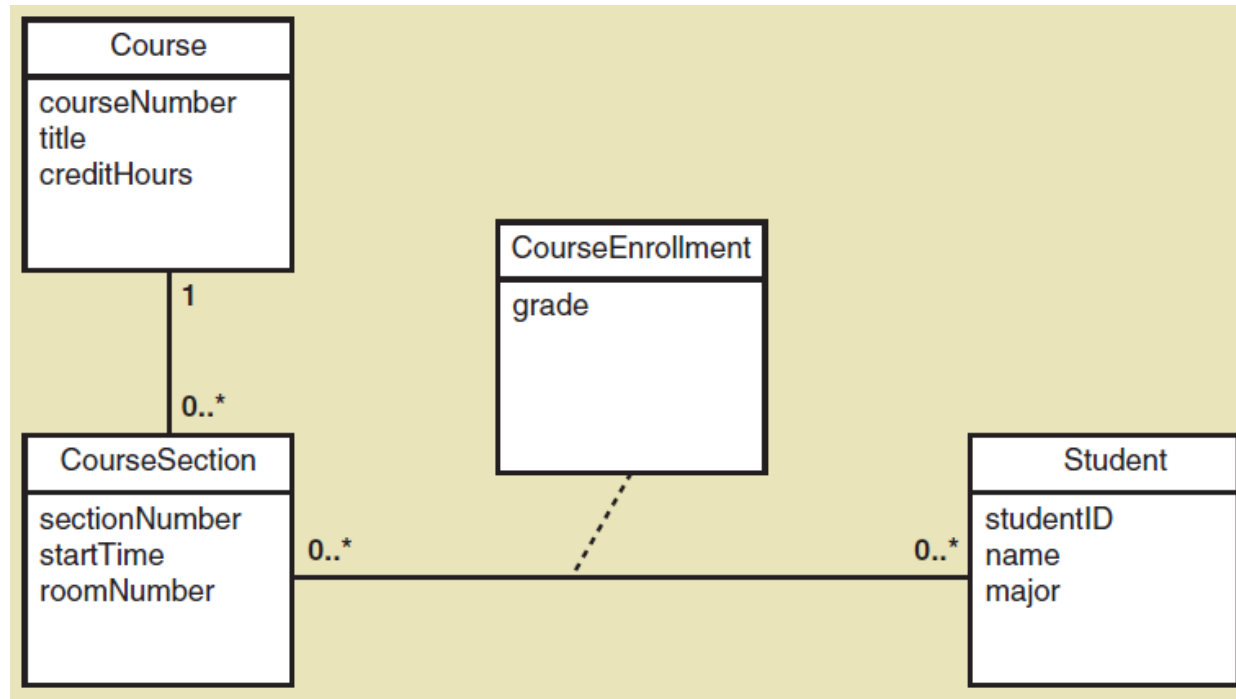 Course
courseNumber
title
creditHours
1
0..*
CourseEnrollment
grade
CourseSection
sectionNumber
startTime
roomNumber
0..*
0..*
Student
studentID
name
major